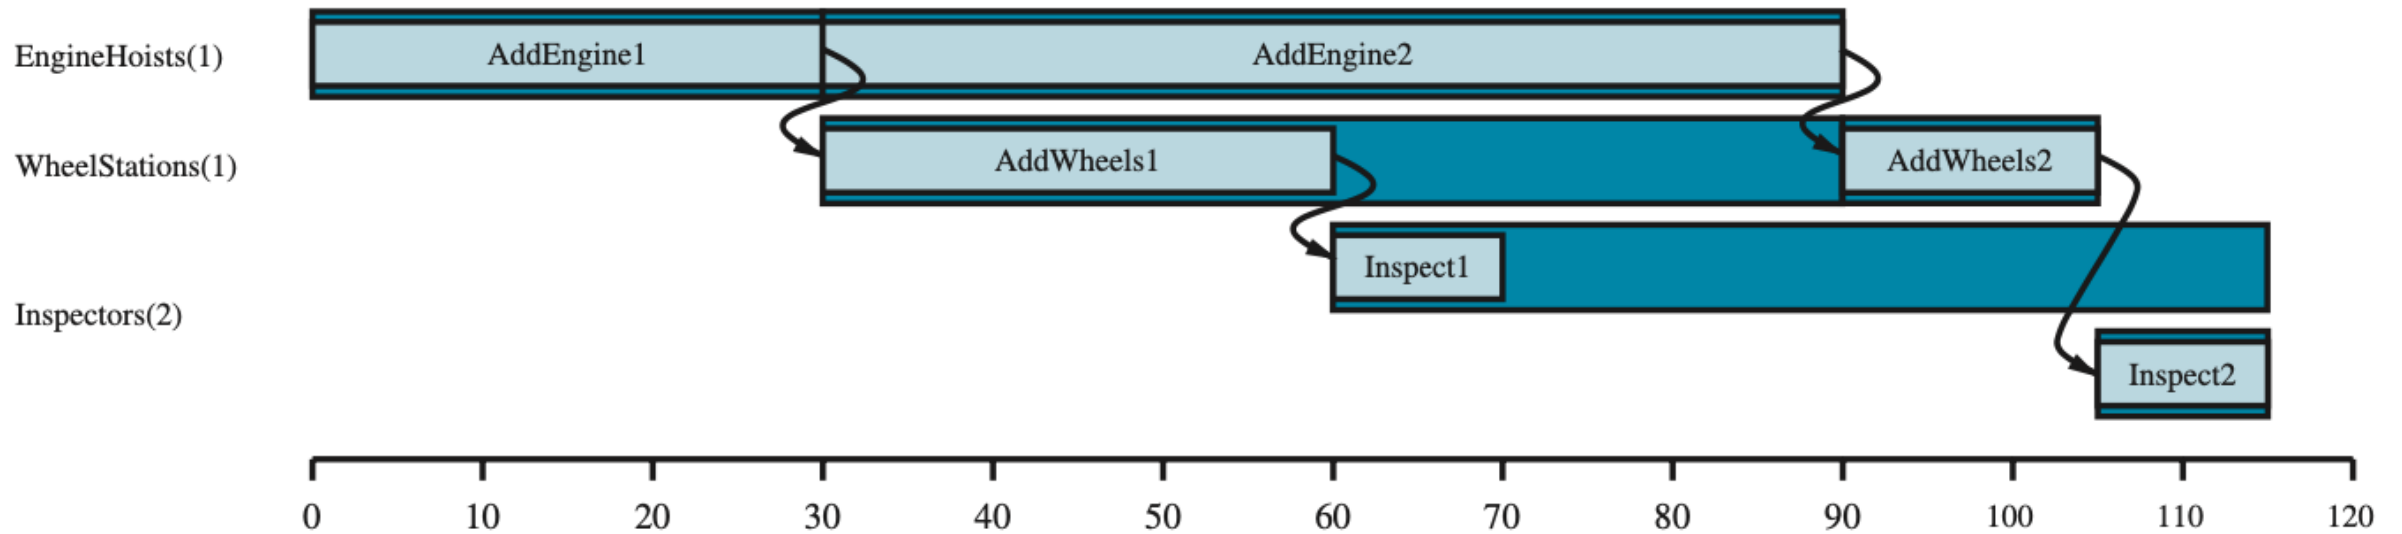 EngineHoists(1)
AddEngine1
AddEngine2
WheelStations(1)
AddWheels1
AddWheels2
Inspectors(2)
Inspect1
Inspect2
0 10 20 30 40 50 60 70 80 90 100 110 120